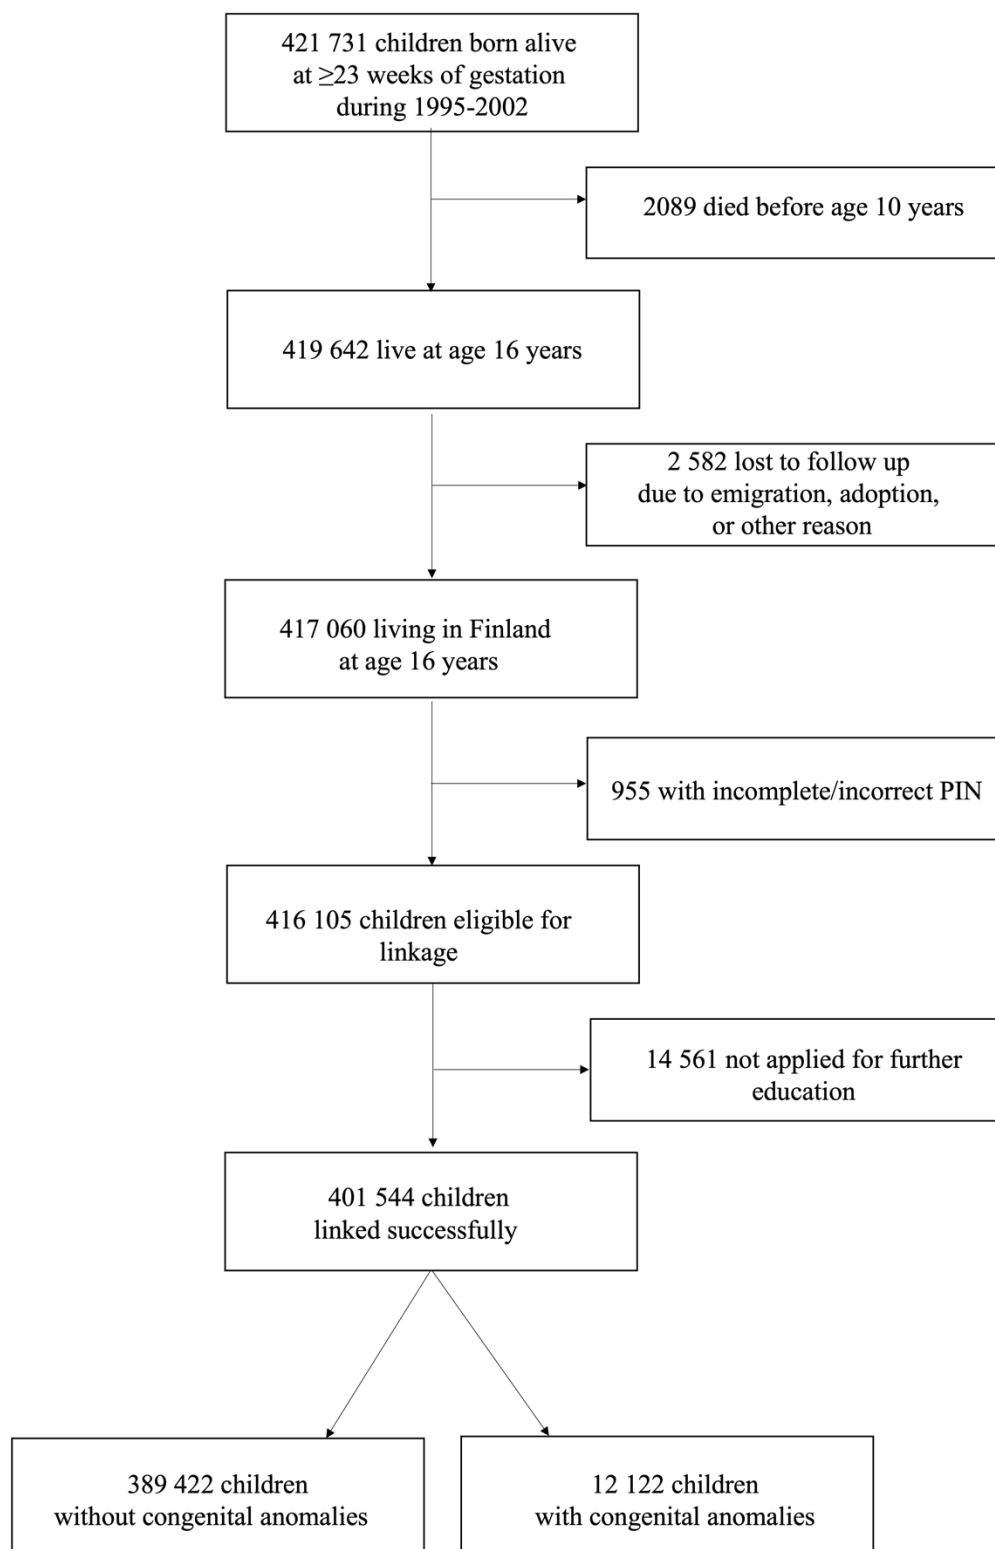 421 731 children born alive
at ≥23 weeks of gestation
during 1995-2002
2089 died before age 10 years
419 642 live at age 16 years
2 582 lost to follow up
due to emigration, adoption,
or other reason
417 060 living in Finland
at age 16 years
955 with incomplete/incorrect PIN
416 105 children eligible for
linkage
14 561 not applied for further
education
401 544 children
linked successfully
389 422 children
without congenital anomalies
12 122 children
with congenital anomalies